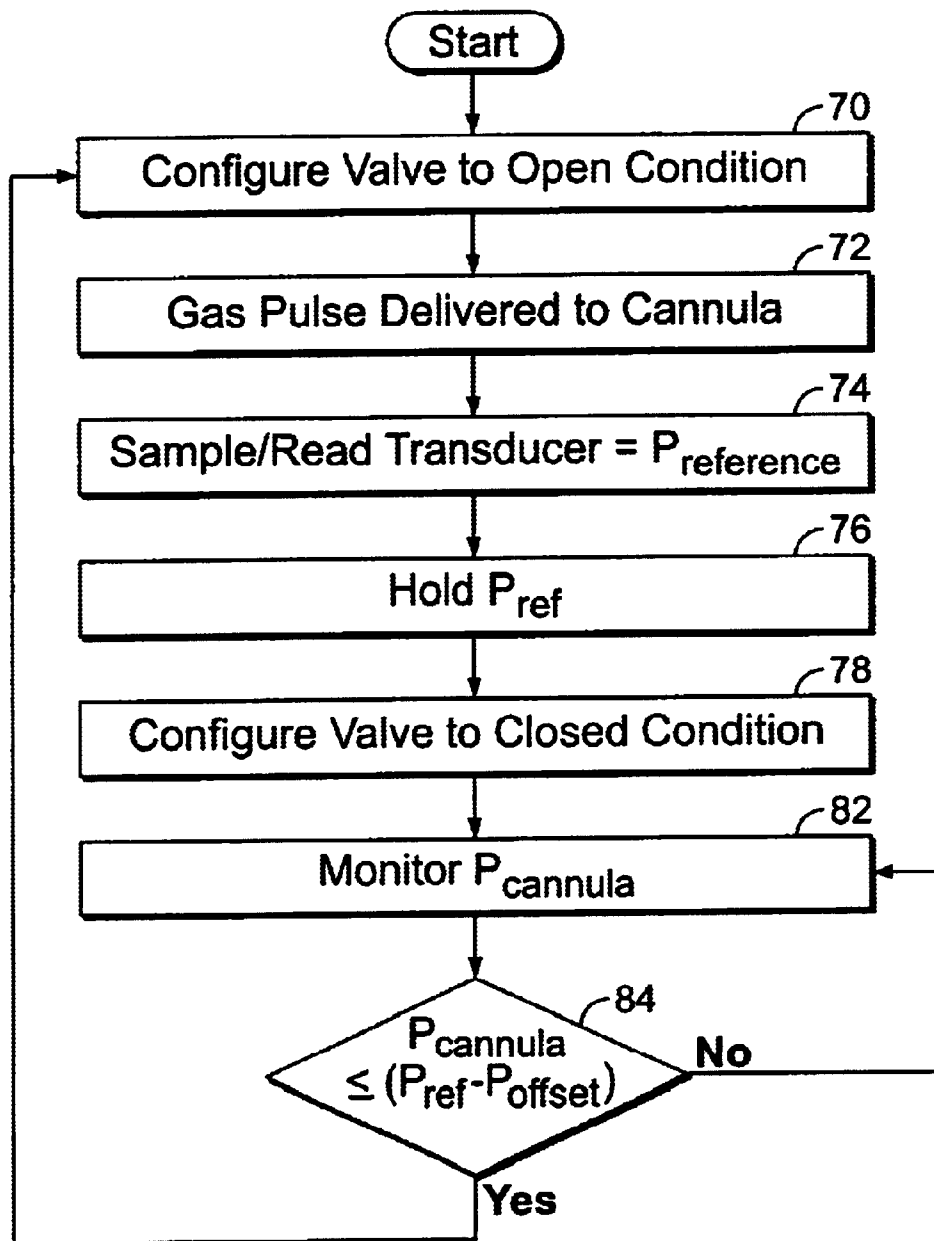 Start
70
Configure Valve to Open Condition
72
Gas Pulse Delivered to Cannula
74
Sample/Read Transducer = Preference
76
Hold Pref
78
Configure Valve to Closed Condition
82
Monitor Pcannula
84
Pcannula
≤ (Pref-Poffset)
No
Yes